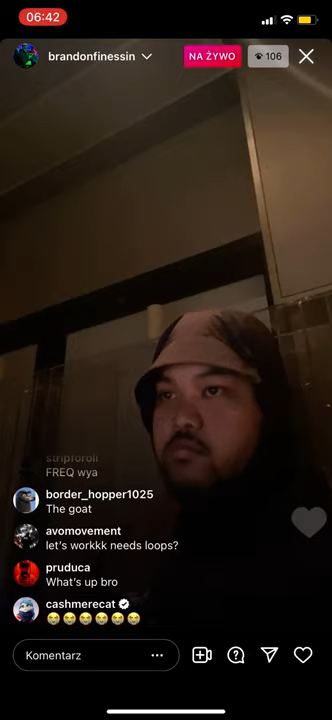 06:42
brandonfinessin
NA ŻYWO
106
stripforoll
FREQ wya
border_hopper1025
The goat
avomovement
let's workkk needs loops?
pruduca
What's up bro
cashmerecat
😭😭😭😭😭😭
Komentarz